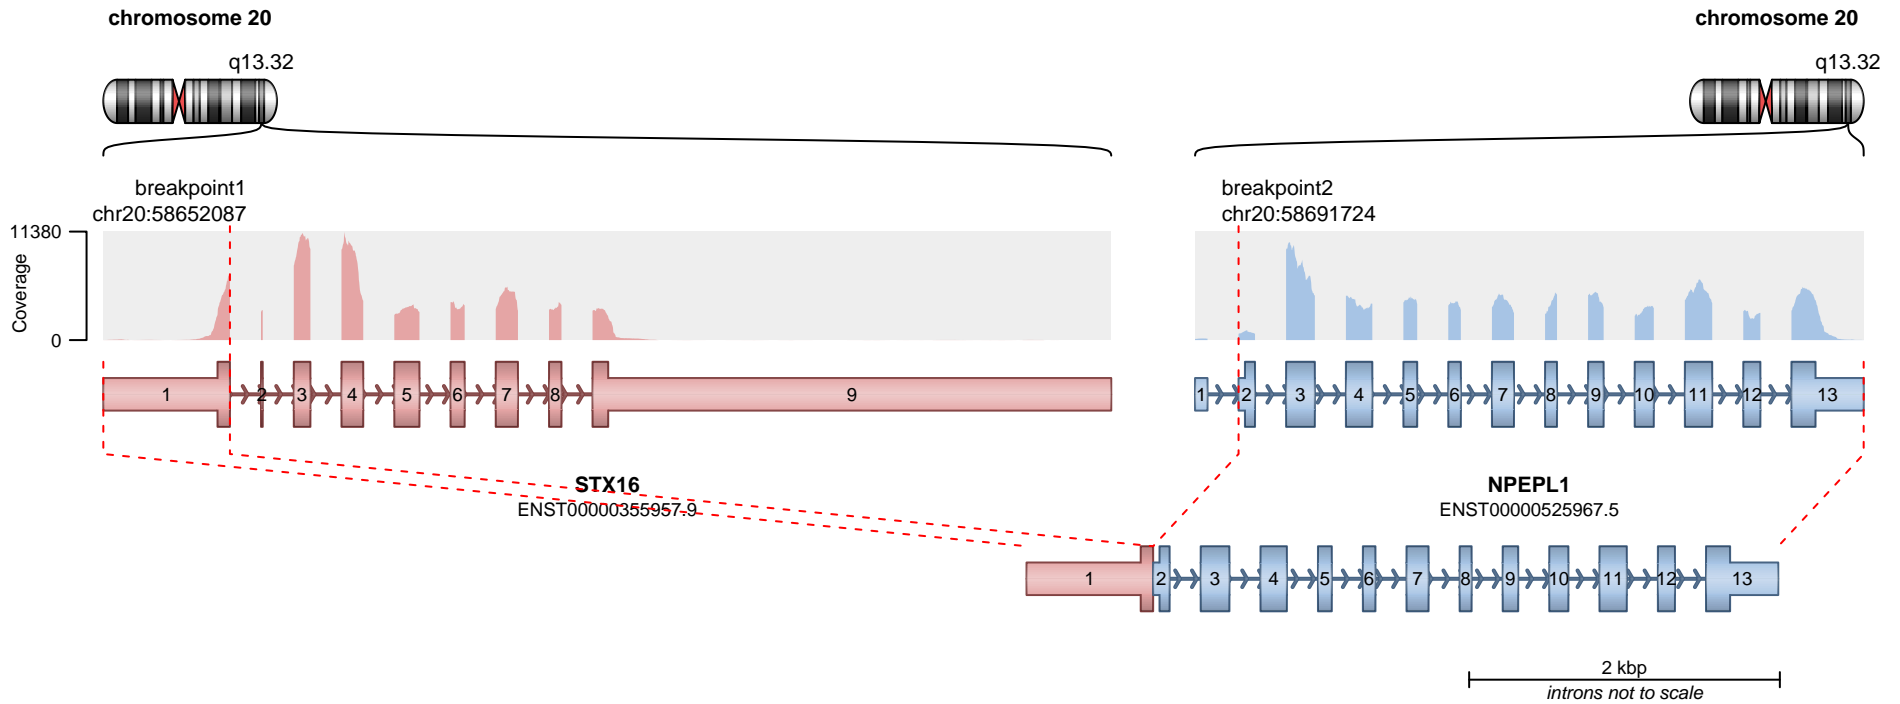 chromosome 20
chromosome 20
q13.32
q13.32
breakpoint1
chr20:58652087
breakpoint2
chr20:58691724
11380
Coverage
0
1 2 3 4 5 6 7 8 9
1 2 3 4 5 6 7 8 9 10 11 12 13
STX16
ENST00000355957.9
NPEPL1
ENST00000525967.5
1 2 3 4 5 6 7 8 9 10 11 12 13
2 kbp
introns not to scale